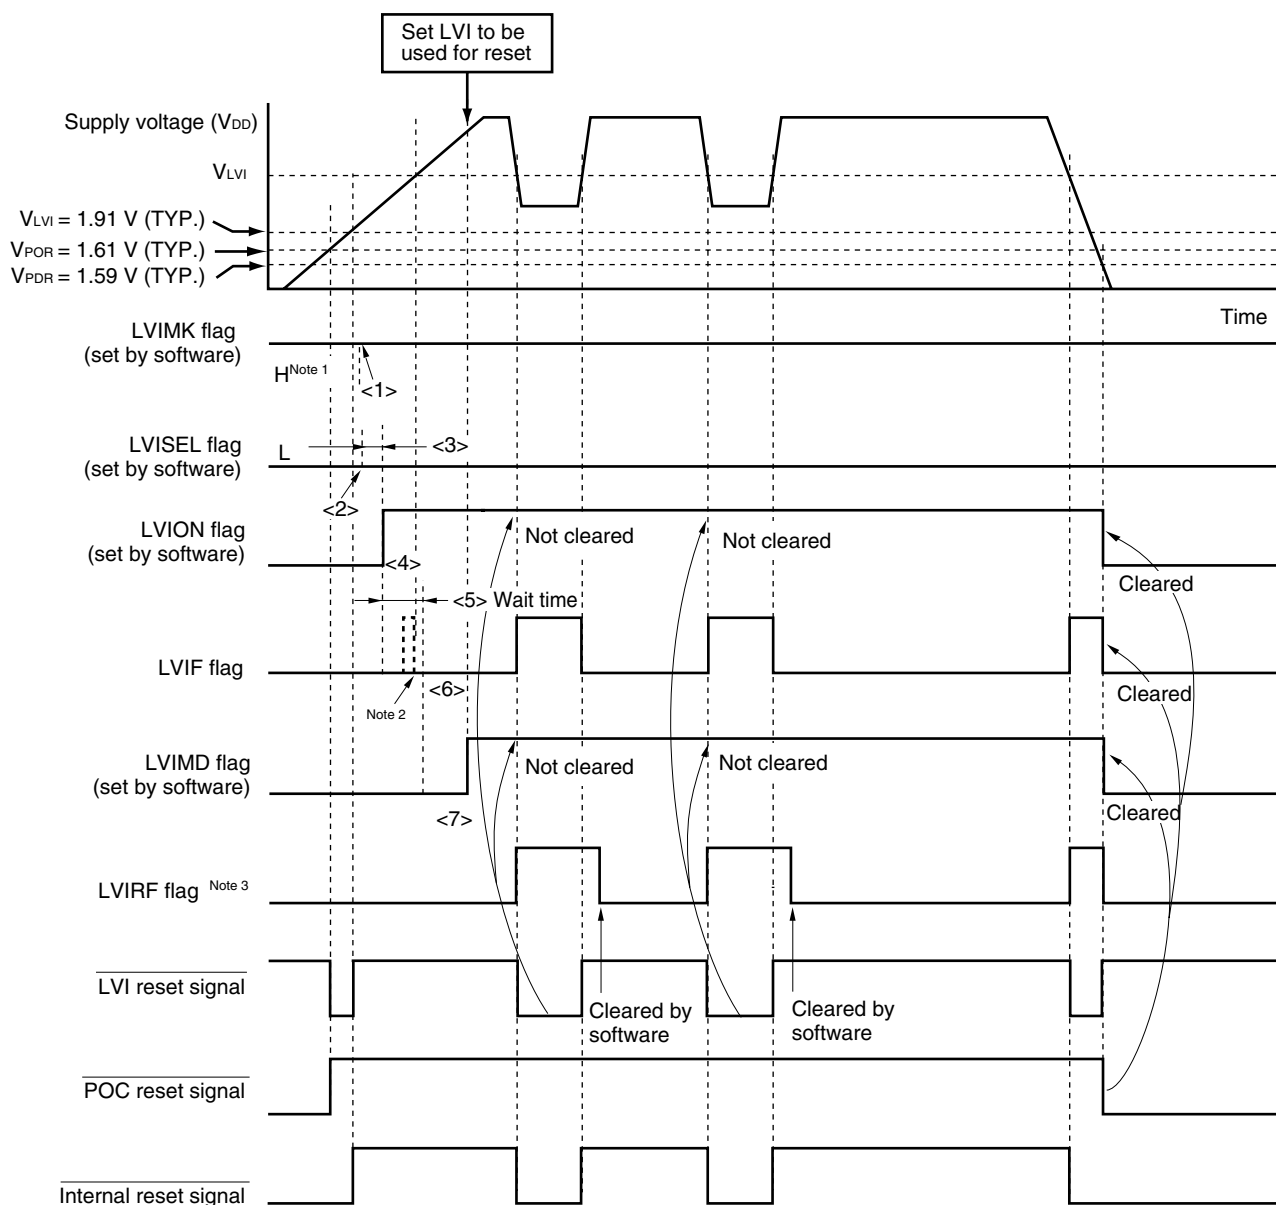 Set LVI to be
used for reset
Supply voltage (VDD)
VLVI
VLVI = 1.91 V (TYP.)
VPOR = 1.61 V (TYP.)
VPDR = 1.59 V (TYP.)
Time
LVIMK flag
(set by software)
H Note 1
<1>
LVISEL flag
(set by software)
L
<3>
<2>
LVION flag
(set by software)
Not cleared
Not cleared
<4>
Cleared
<5> Wait time
LVIF flag
<6>
Note 2
Cleared
LVIMD flag
(set by software)
Not cleared
Not cleared
<7>
Cleared
LVIRF flag Note 3
LVI reset signal
Cleared by
software
Cleared by
software
POC reset signal
Internal reset signal